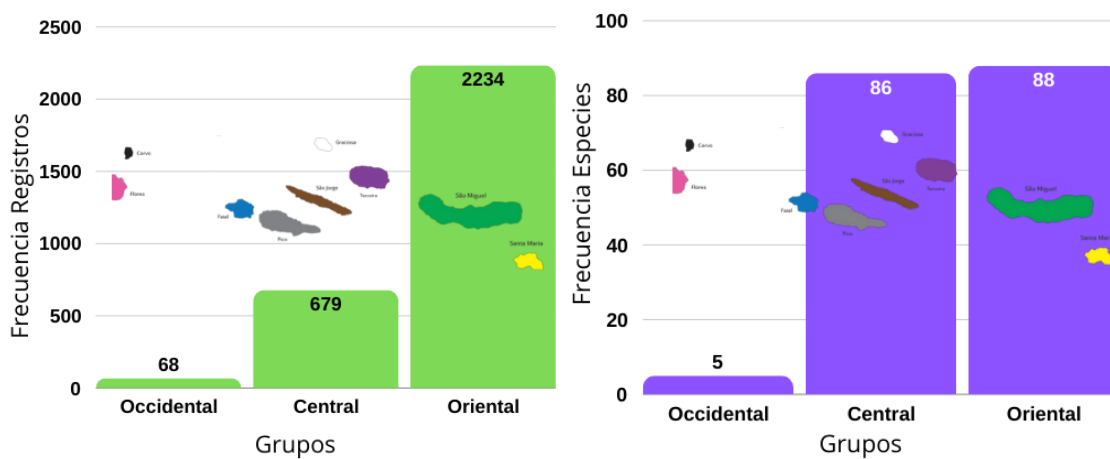 2500
2000
1500
1000
500
0
Frecuencia Registros
68
679
2234
Corvo
Flores
Graciosa
São Jorge
Terceira
Faial
Pico
São Miguel
Santa Maria
Occidental
Central
Oriental
Grupos
100
80
60
40
20
0
Frecuencia Especies
5
86
88
Corvo
Flores
Graciosa
São Jorge
Terceira
Faial
Pico
São Miguel
Santa Maria
Occidental
Central
Oriental
Grupos